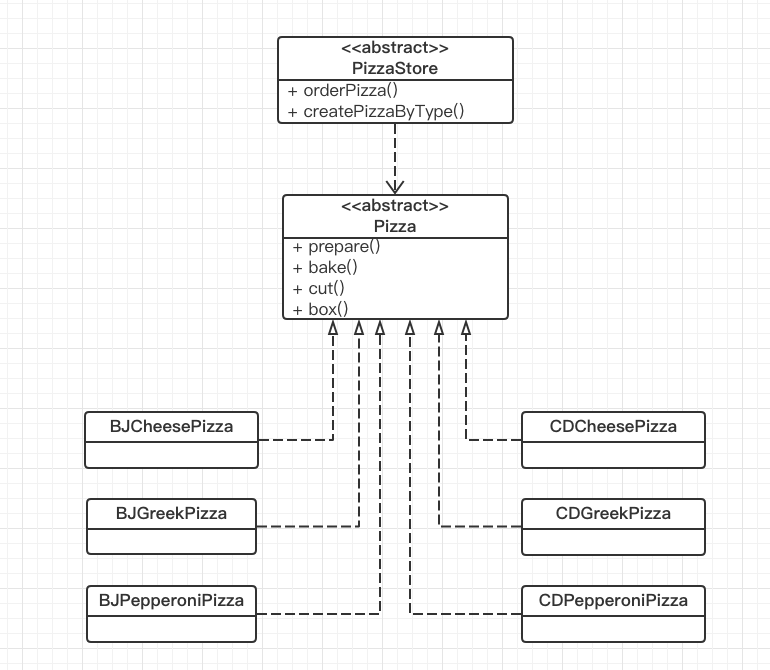 <<abstract>>
PizzaStore
+ orderPizza()
+ createPizzaByType()
<<abstract>>
Pizza
+ prepare()
+ bake()
+ cut()
+ box()
BJCheesePizza
CDCheesePizza
BJGreekPizza
CDGreekPizza
BJPepperoniPizza
CDPepperoniPizza